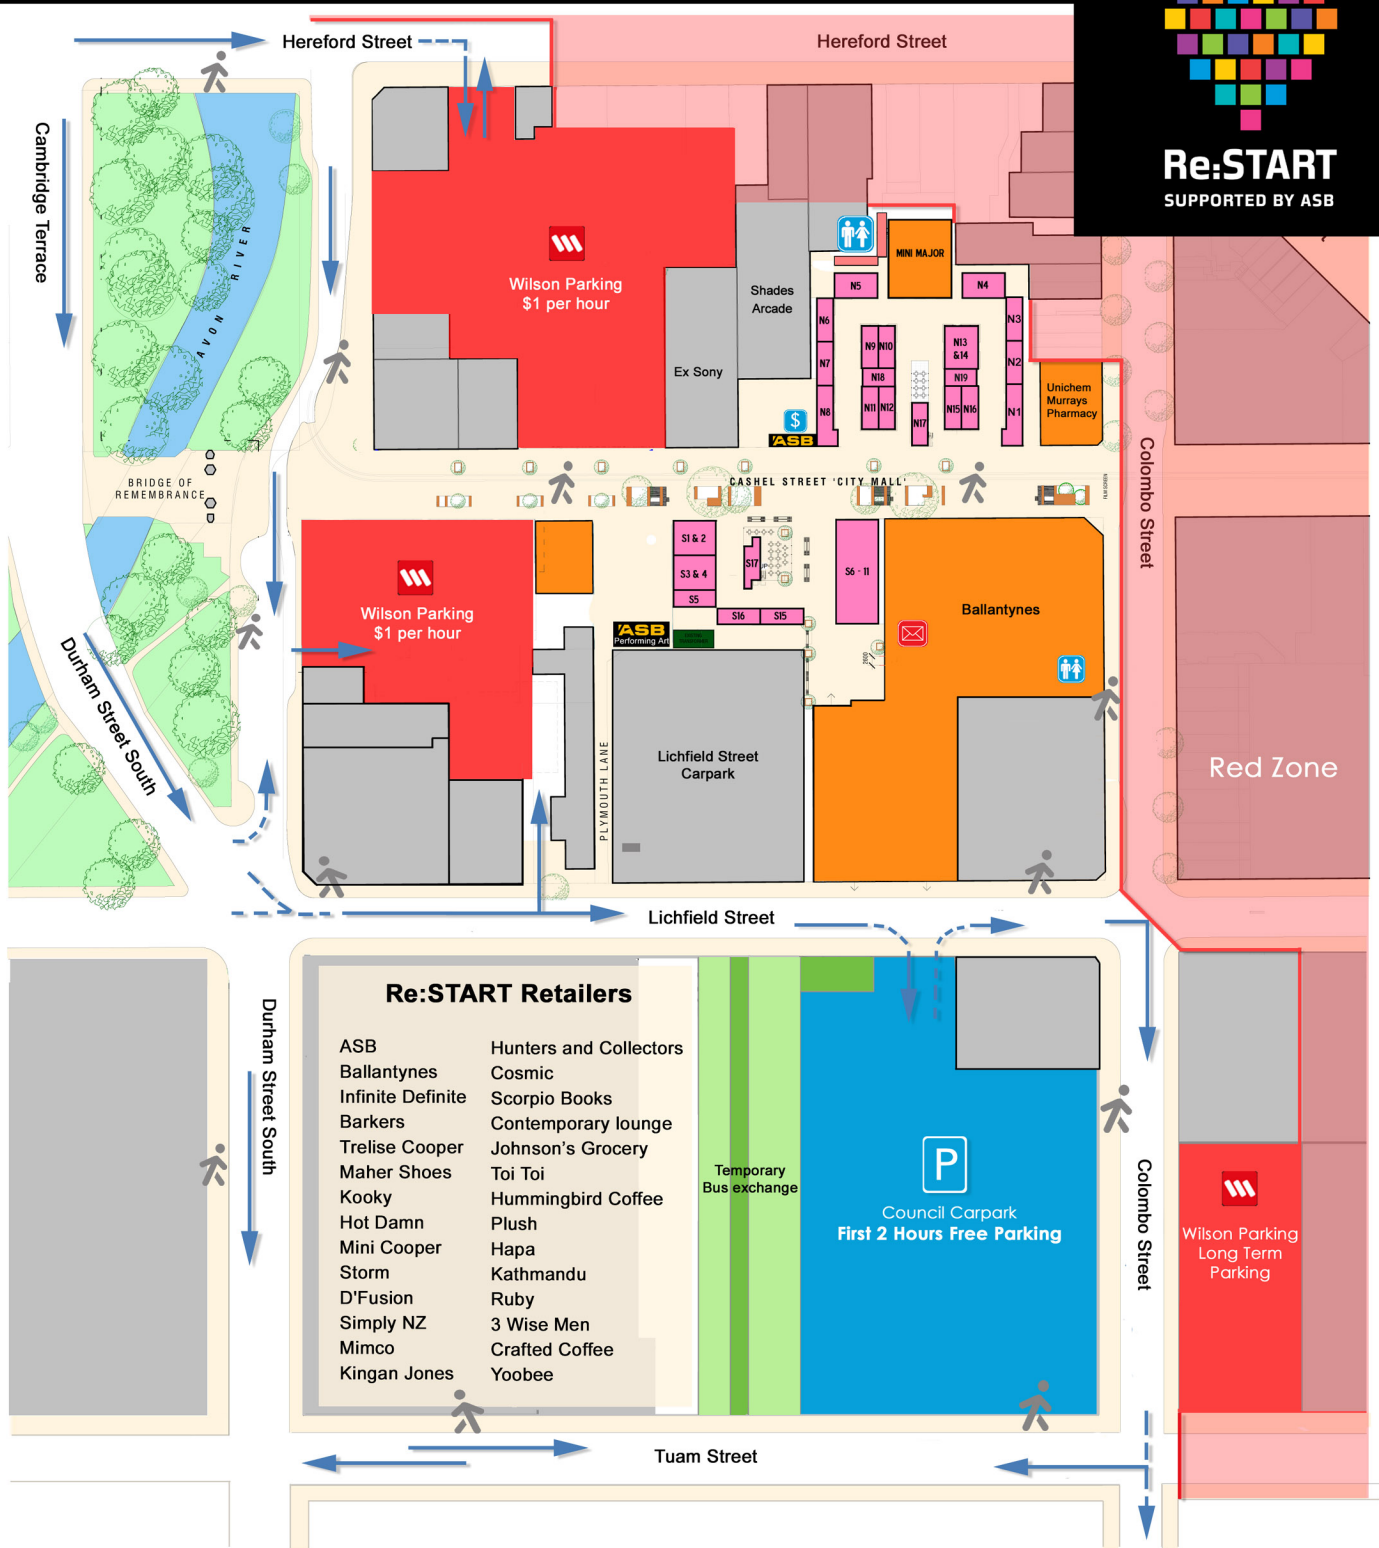 Re:START
SUPPORTED BY ASB
Hereford Street
Hereford Street
Cambridge Terrace
AVON RIVER
Wilson Parking
$1 per hour
Shades
Arcade
Ex Sony
MINI MAJOR
N5
N4
N6
N3
N7
N2
N8
N1
N9
N10
N13
&14
N18
N19
N11
N12
N15
N16
N17
$
ASB
Unichem
Murrays
Pharmacy
BRIDGE OF
REMEMBRANCE
CASHEL STREET 'CITY MALL'
FILM SCREEN
Colombo Street
Wilson Parking
$1 per hour
S1 & 2
S3 & 4
S5
S17
S16
S15
S6 - 11
ASB
Performing Art
Ballantynes
Durham Street South
PLYMOUTH LANE
Lichfield Street
Carpark
Red Zone
Lichfield Street
Re:START Retailers
ASB
Ballantynes
Infinite Definite
Barkers
Trelise Cooper
Maher Shoes
Kooky
Hot Damn
Mini Cooper
Storm
D'Fusion
Simply NZ
Mimco
Kingan Jones
Hunters and Collectors
Cosmic
Scorpio Books
Contemporary lounge
Johnson's Grocery
Toi Toi
Hummingbird Coffee
Plush
Hapa
Kathmandu
Ruby
3 Wise Men
Crafted Coffee
Yoobee
Durham Street South
Temporary
Bus exchange
P
Council Carpark
First 2 Hours Free Parking
Colombo Street
Wilson Parking
Long Term
Parking
Tuam Street